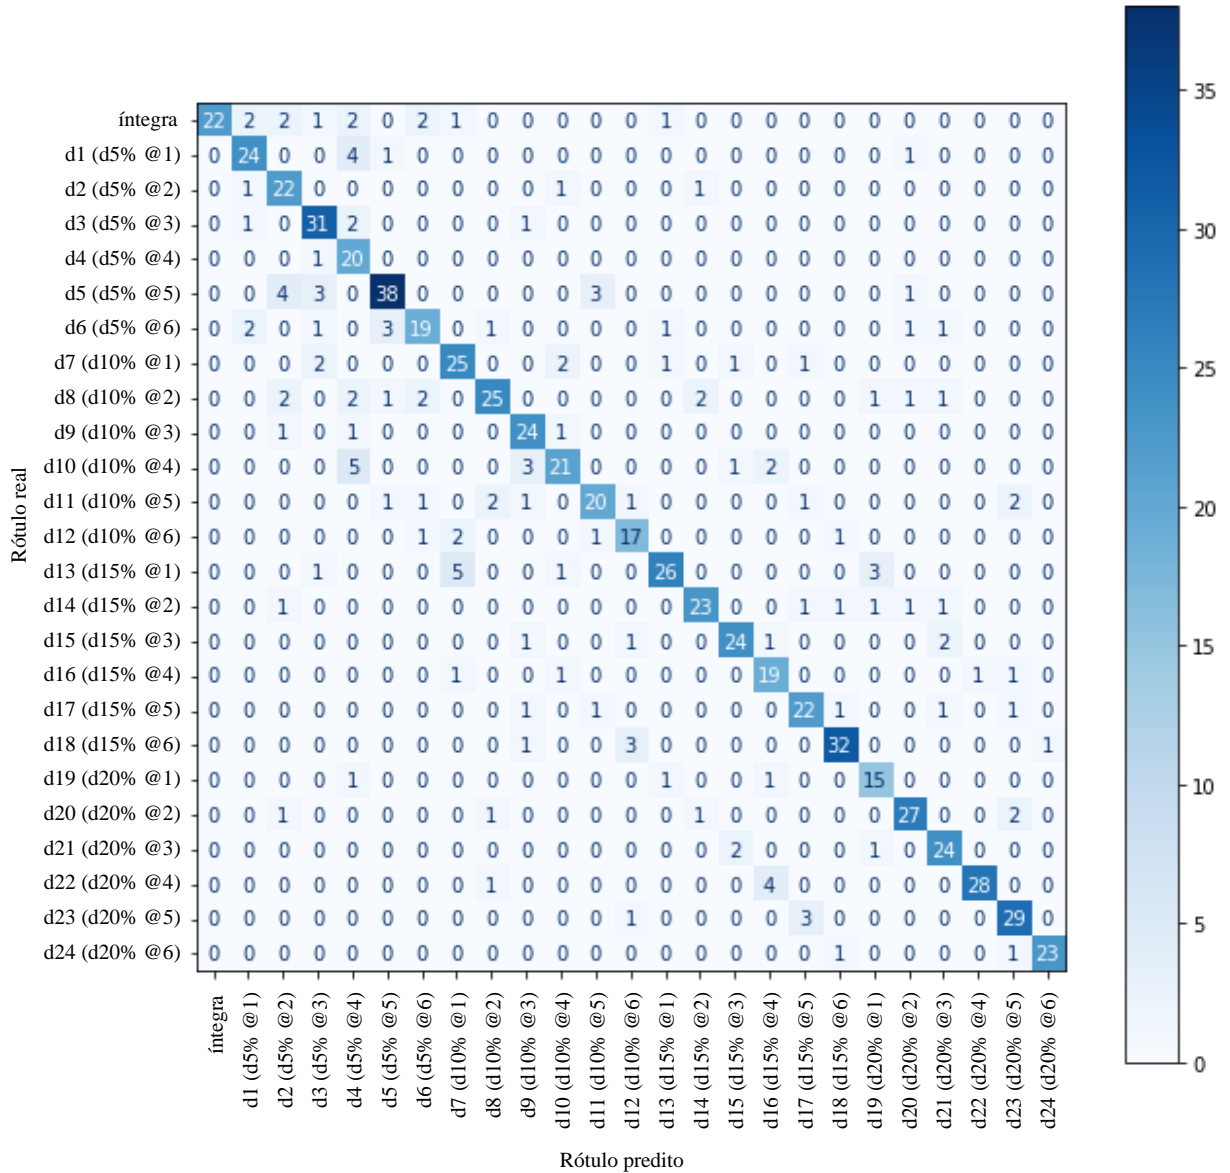 íntegra 22 2 2 1 2 0 2 1 0 0 0 0 0 1 0 0 0 0 0 0 0 0 0 0 0
d1 (d5% @1) 0 24 0 0 4 1 0 0 0 0 0 0 0 0 0 0 0 0 0 0 1 0 0 0 0
d2 (d5% @2) 0 1 22 0 0 0 0 0 0 0 1 0 0 0 1 0 0 0 0 0 0 0 0 0 0
d3 (d5% @3) 0 1 0 31 2 0 0 0 0 1 0 0 0 0 0 0 0 0 0 0 0 0 0 0 0
d4 (d5% @4) 0 0 0 1 20 0 0 0 0 0 0 0 0 0 0 0 0 0 0 0 0 0 0 0 0
d5 (d5% @5) 0 0 4 3 0 38 0 0 0 0 0 3 0 0 0 0 0 0 0 0 1 0 0 0 0
d6 (d5% @6) 0 2 0 1 0 3 19 0 1 0 0 0 0 1 0 0 0 0 0 0 1 1 0 0 0
d7 (d10% @1) 0 0 0 2 0 0 0 25 0 0 2 0 0 1 0 1 0 1 0 0 0 0 0 0 0
d8 (d10% @2) 0 0 2 0 2 1 2 0 25 0 0 0 0 0 2 0 0 0 0 1 1 1 0 0 0
d9 (d10% @3) 0 0 1 0 1 0 0 0 0 24 1 0 0 0 0 0 0 0 0 0 0 0 0 0 0
d10 (d10% @4) 0 0 0 0 5 0 0 0 0 3 21 0 0 0 0 1 2 0 0 0 0 0 0 0 0
d11 (d10% @5) 0 0 0 0 0 1 1 0 2 1 0 20 1 0 0 0 0 1 0 0 0 0 0 2 0
d12 (d10% @6) 0 0 0 0 0 0 1 2 0 0 0 1 17 0 0 0 0 0 1 0 0 0 0 0 0
d13 (d15% @1) 0 0 0 1 0 0 0 5 0 0 1 0 0 26 0 0 0 0 0 3 0 0 0 0 0
d14 (d15% @2) 0 0 1 0 0 0 0 0 0 0 0 0 0 0 23 0 0 1 1 1 1 1 0 0 0
d15 (d15% @3) 0 0 0 0 0 0 0 0 0 1 0 0 1 0 0 24 1 0 0 0 0 2 0 0 0
d16 (d15% @4) 0 0 0 0 0 0 0 1 0 0 1 0 0 0 0 0 19 0 0 0 0 0 1 1 0
d17 (d15% @5) 0 0 0 0 0 0 0 0 0 1 0 1 0 0 0 0 0 22 1 0 0 1 0 1 0
d18 (d15% @6) 0 0 0 0 0 0 0 0 0 1 0 0 3 0 0 0 0 0 32 0 0 0 0 0 1
d19 (d20% @1) 0 0 0 0 1 0 0 0 0 0 0 0 0 1 0 0 1 0 0 15 0 0 0 0 0
d20 (d20% @2) 0 0 1 0 0 0 0 0 1 0 0 0 0 0 1 0 0 0 0 0 27 0 0 2 0
d21 (d20% @3) 0 0 0 0 0 0 0 0 0 0 0 0 0 0 0 2 0 0 0 1 0 24 0 0 0
d22 (d20% @4) 0 0 0 0 0 0 0 0 1 0 0 0 0 0 0 0 4 0 0 0 0 0 28 0 0
d23 (d20% @5) 0 0 0 0 0 0 0 0 0 0 0 0 1 0 0 0 0 3 0 0 0 0 0 29 0
d24 (d20% @6) 0 0 0 0 0 0 0 0 0 0 0 0 0 0 0 0 0 0 1 0 0 0 0 1 23
Rótulo real
íntegra
d1 (d5% @1)
d2 (d5% @2)
d3 (d5% @3)
d4 (d5% @4)
d5 (d5% @5)
d6 (d5% @6)
d7 (d10% @1)
d8 (d10% @2)
d9 (d10% @3)
d10 (d10% @4)
d11 (d10% @5)
d12 (d10% @6)
d13 (d15% @1)
d14 (d15% @2)
d15 (d15% @3)
d16 (d15% @4)
d17 (d15% @5)
d18 (d15% @6)
d19 (d20% @1)
d20 (d20% @2)
d21 (d20% @3)
d22 (d20% @4)
d23 (d20% @5)
d24 (d20% @6)
Rótulo predito
35
30
25
20
15
10
5
0